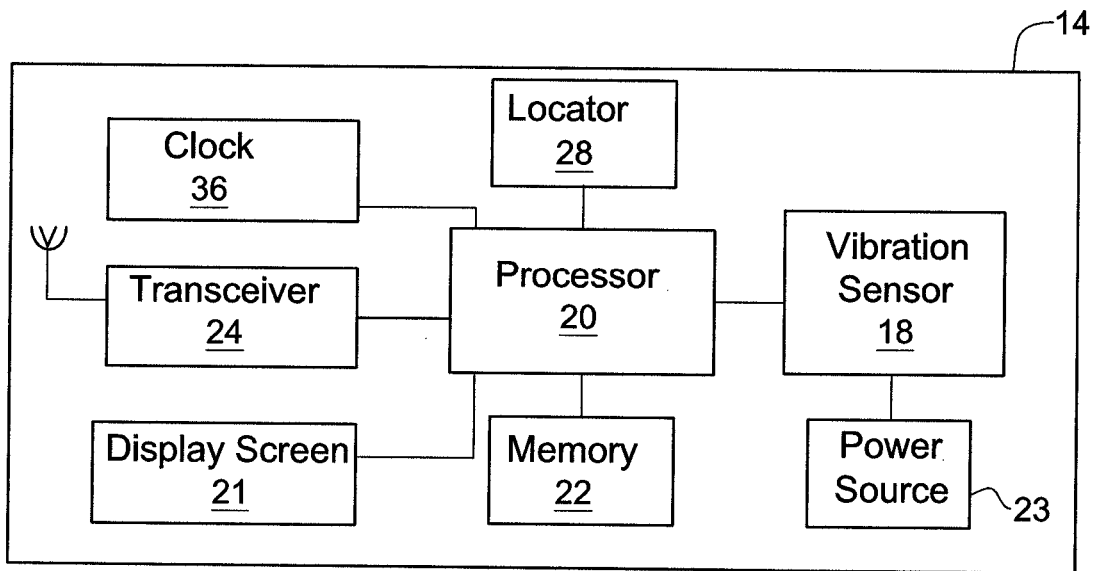 14
Locator
28
Clock
36
Vibration
Sensor
18
Processor
20
Transceiver
24
Display Screen
21
Memory
22
Power
Source
23